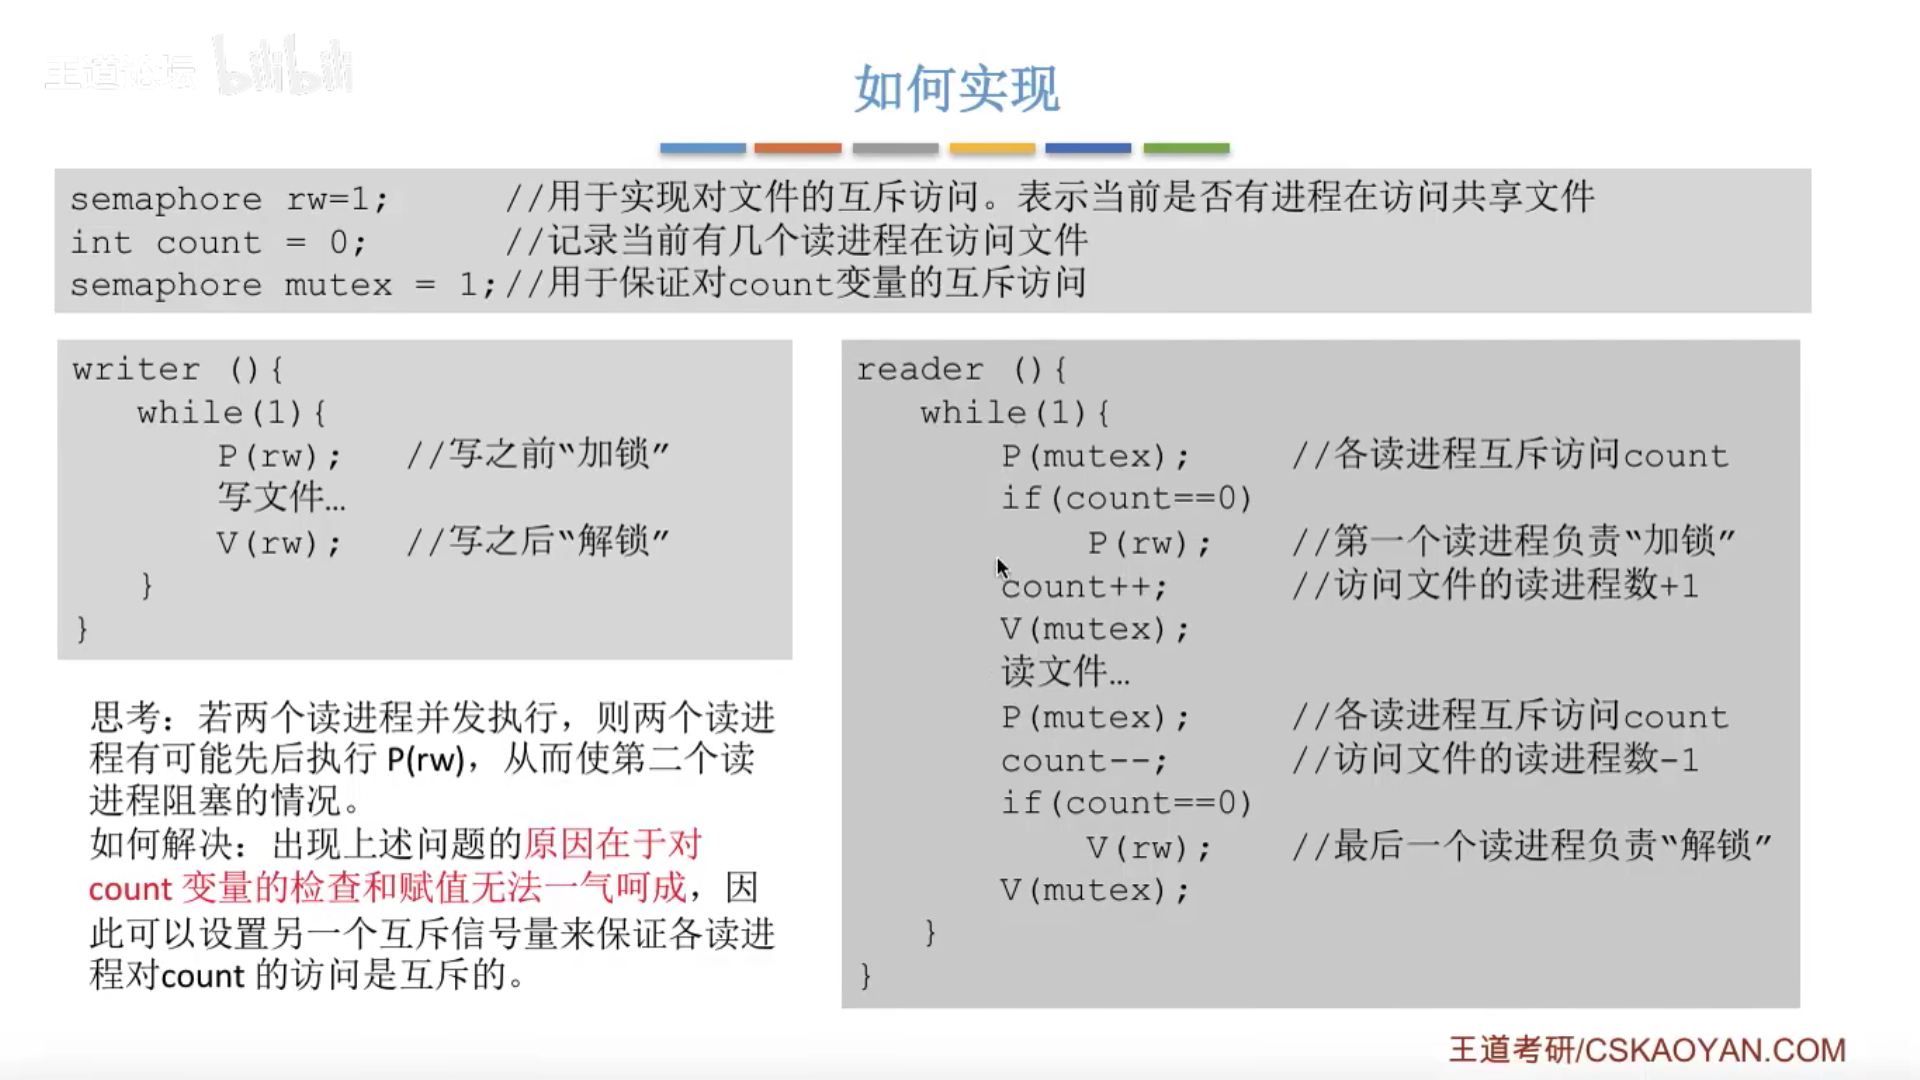 王道论坛 bilibili
如何实现
semaphore rw=1; //用于实现对文件的互斥访问。表示当前是否有进程在访问共享文件
int count = 0; //记录当前有几个读进程在访问文件
semaphore mutex = 1;//用于保证对count变量的互斥访问
writer (){
while(1){
P(rw); //写之前“加锁”
写文件…
V(rw); //写之后“解锁”
}
}
思考：若两个读进程并发执行，则两个读进
程有可能先后执行 P(rw)，从而使第二个读
进程阻塞的情况。
如何解决：出现上述问题的原因在于对
count 变量的检查和赋值无法一气呵成，因
此可以设置另一个互斥信号量来保证各读进
程对count 的访问是互斥的。
reader (){
while(1){
P(mutex); //各读进程互斥访问count
if(count==0)
P(rw); //第一个读进程负责“加锁”
count++; //访问文件的读进程数+1
V(mutex);
读文件…
P(mutex); //各读进程互斥访问count
count--; //访问文件的读进程数-1
if(count==0)
V(rw); //最后一个读进程负责“解锁”
V(mutex);
}
}
王道考研/CSKAOYAN.COM